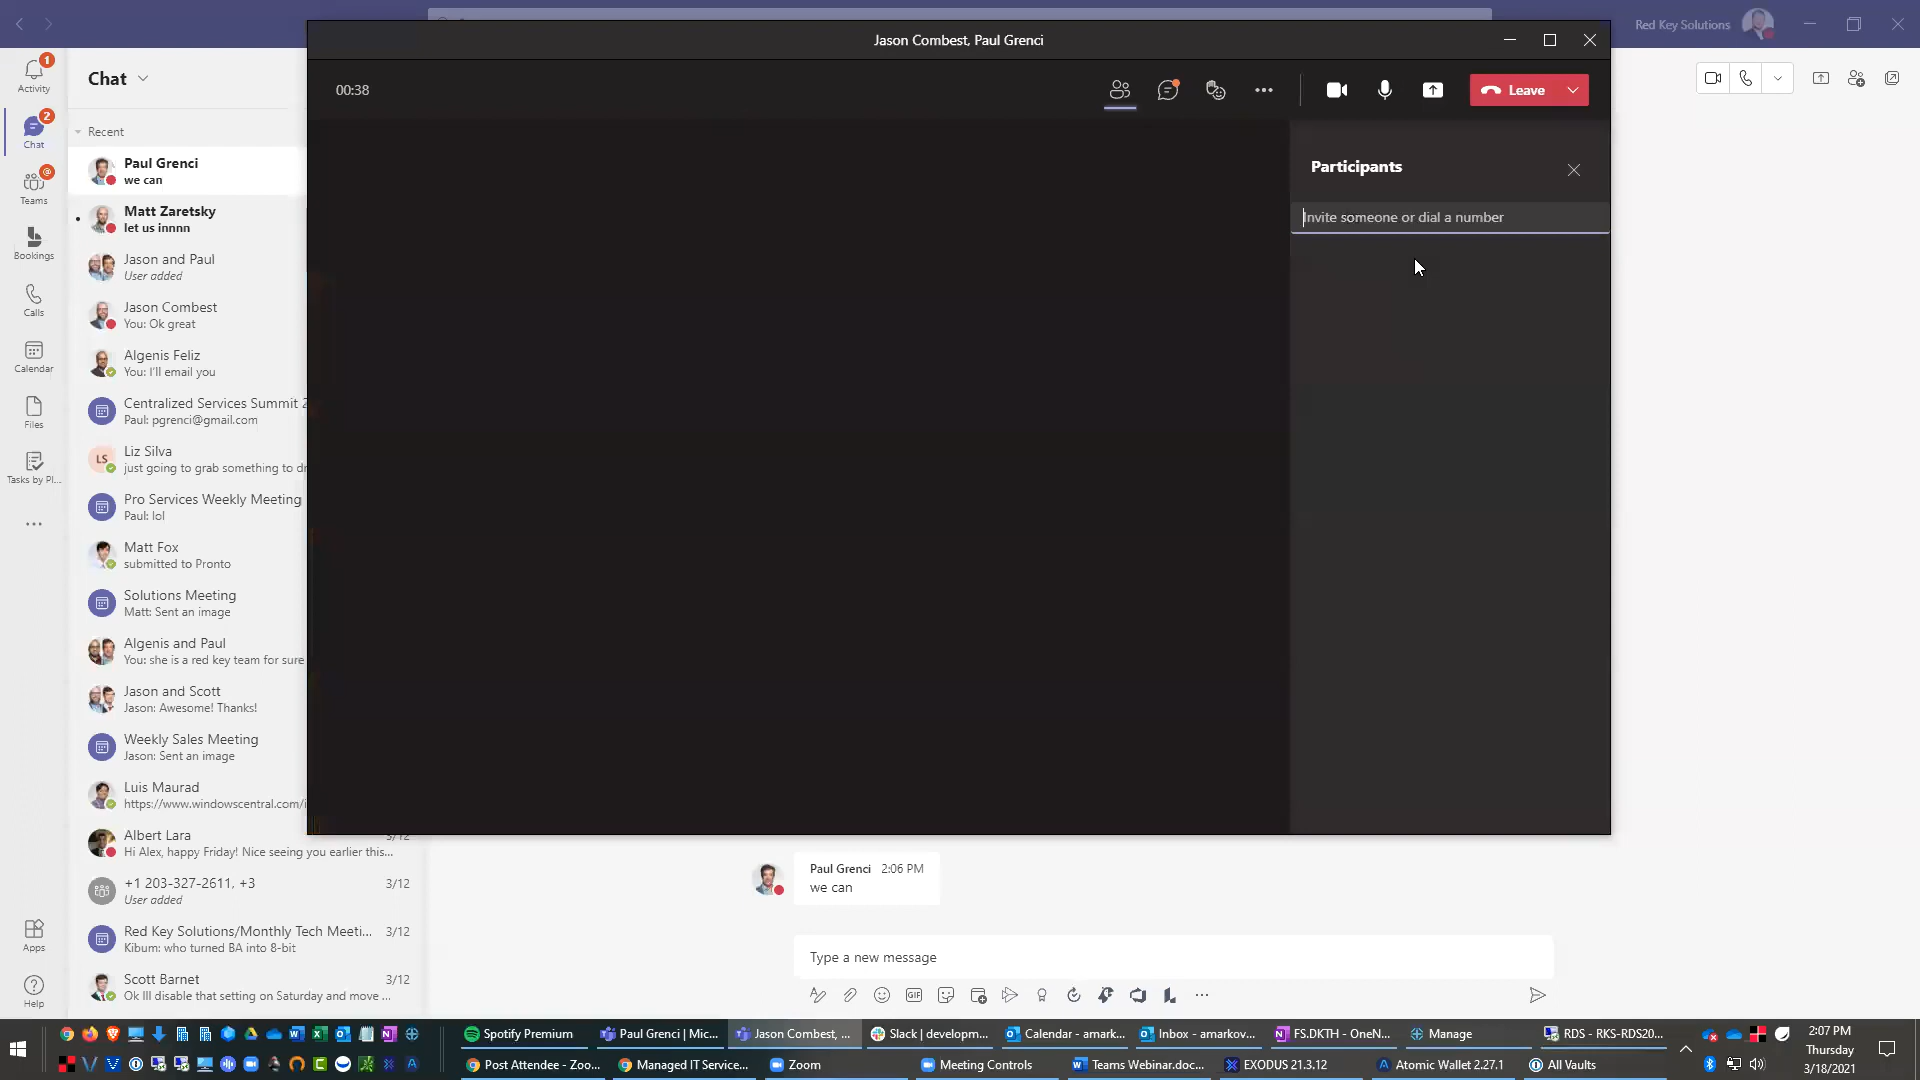 Red Key Solutions
Jason Combest, Paul Grenci
00:38
Leave
Participants
Invite someone or dial a number
1
Activity
2
Chat
@
Teams
Bookings
Calls
Calendar
Files
Tasks by Pl...
Apps
Help
Chat
Recent
Paul Grenci
we can
Matt Zaretsky
let us innnn
Jason and Paul
User added
Jason Combest
You: Ok great
Algenis Feliz
You: I'll email you
Centralized Services Summit 2
Paul: pgrenci@gmail.com
LS
Liz Silva
just going to grab something to dr
Pro Services Weekly Meeting
Paul: lol
Matt Fox
submitted to Pronto
Solutions Meeting
Matt: Sent an image
Algenis and Paul
You: she is a red key team for sure
Jason and Scott
Jason: Awesome! Thanks!
Weekly Sales Meeting
Jason: Sent an image
Luis Maurad
https://www.windowscentral.com/i
Albert Lara 3/12
Hi Alex, happy Friday! Nice seeing you earlier this...
+1 203-327-2611, +3 3/12
User added
Red Key Solutions/Monthly Tech Meeti... 3/12
Kibum: who turned BA into 8-bit
Scott Barnet 3/12
Ok Ill disable that setting on Saturday and move ...
Paul Grenci 2:06 PM
we can
Type a new message
GIF
Spotify Premium
Paul Grenci | Mic...
Jason Combest, ...
Slack | developm...
Calendar - amark...
Inbox - amarkov...
FS.DKTH - OneN...
Manage
RDS - RKS-RDS20...
Post Attendee - Zoo...
Managed IT Service...
Zoom
Meeting Controls
Teams Webinar.doc...
EXODUS 21.3.12
Atomic Wallet 2.27.1
All Vaults
2:07 PM
Thursday
3/18/2021